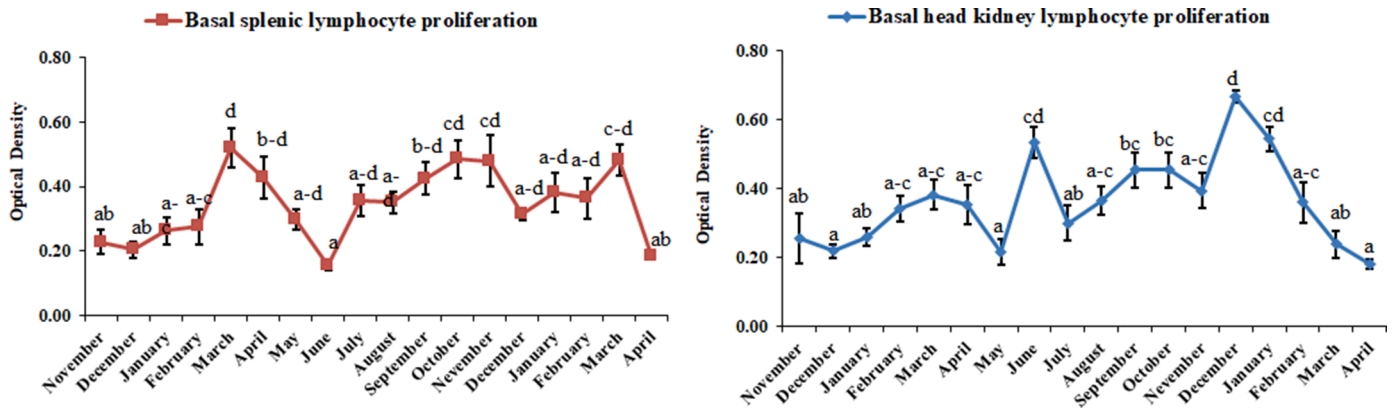 Basal splenic lymphocyte proliferation
0.80
0.60
0.40
0.20
0.00
Optical Density
ab
ab
a-
c
a-c
d
b-d
a-d
a
a-d
a-
d
b-d
cd
cd
a-d
a-d
a-d
c-d
ab
November
December
January
February
March
April
May
June
July
August
September
October
Nevember
December
January
February
March
April
Basal head kidney lymphocyte proliferation
0.80
0.60
0.40
0.20
0.00
Optical Density
ab
a
ab
a-c
a-c
a-c
a
cd
ab
a-c
bc
bc
a-c
d
cd
a-c
ab
a
November
December
January
February
March
April
May
June
July
August
September
October
Nevember
December
January
February
March
April